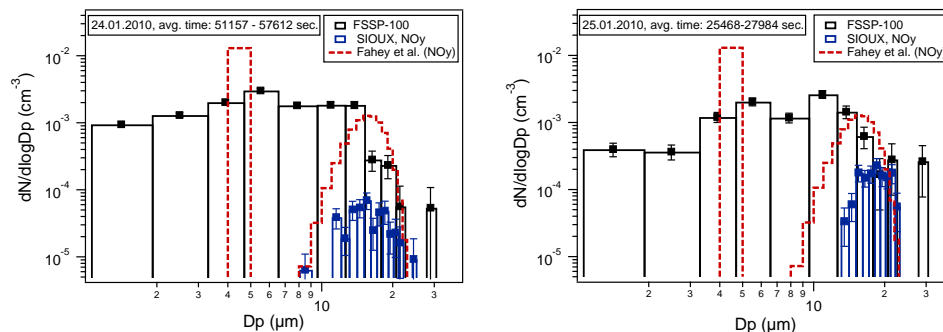 24.01.2010, avg. time: 51157 - 57612 sec.
FSSP-100
SIOUX, NOy
Fahey et al. (NOy)
dN/dlogDp (cm⁻³)
10⁻²
10⁻³
10⁻⁴
10⁻⁵
2 3 4 5 6 7 8 9 10 2 3
Dp (µm)
25.01.2010, avg. time: 25468-27984 sec.
FSSP-100
SIOUX, NOy
Fahey et al. (NOy)
dN/dlogDp (cm⁻³)
10⁻²
10⁻³
10⁻⁴
10⁻⁵
2 3 4 5 6 7 8 9 10 2 3
Dp (µm)